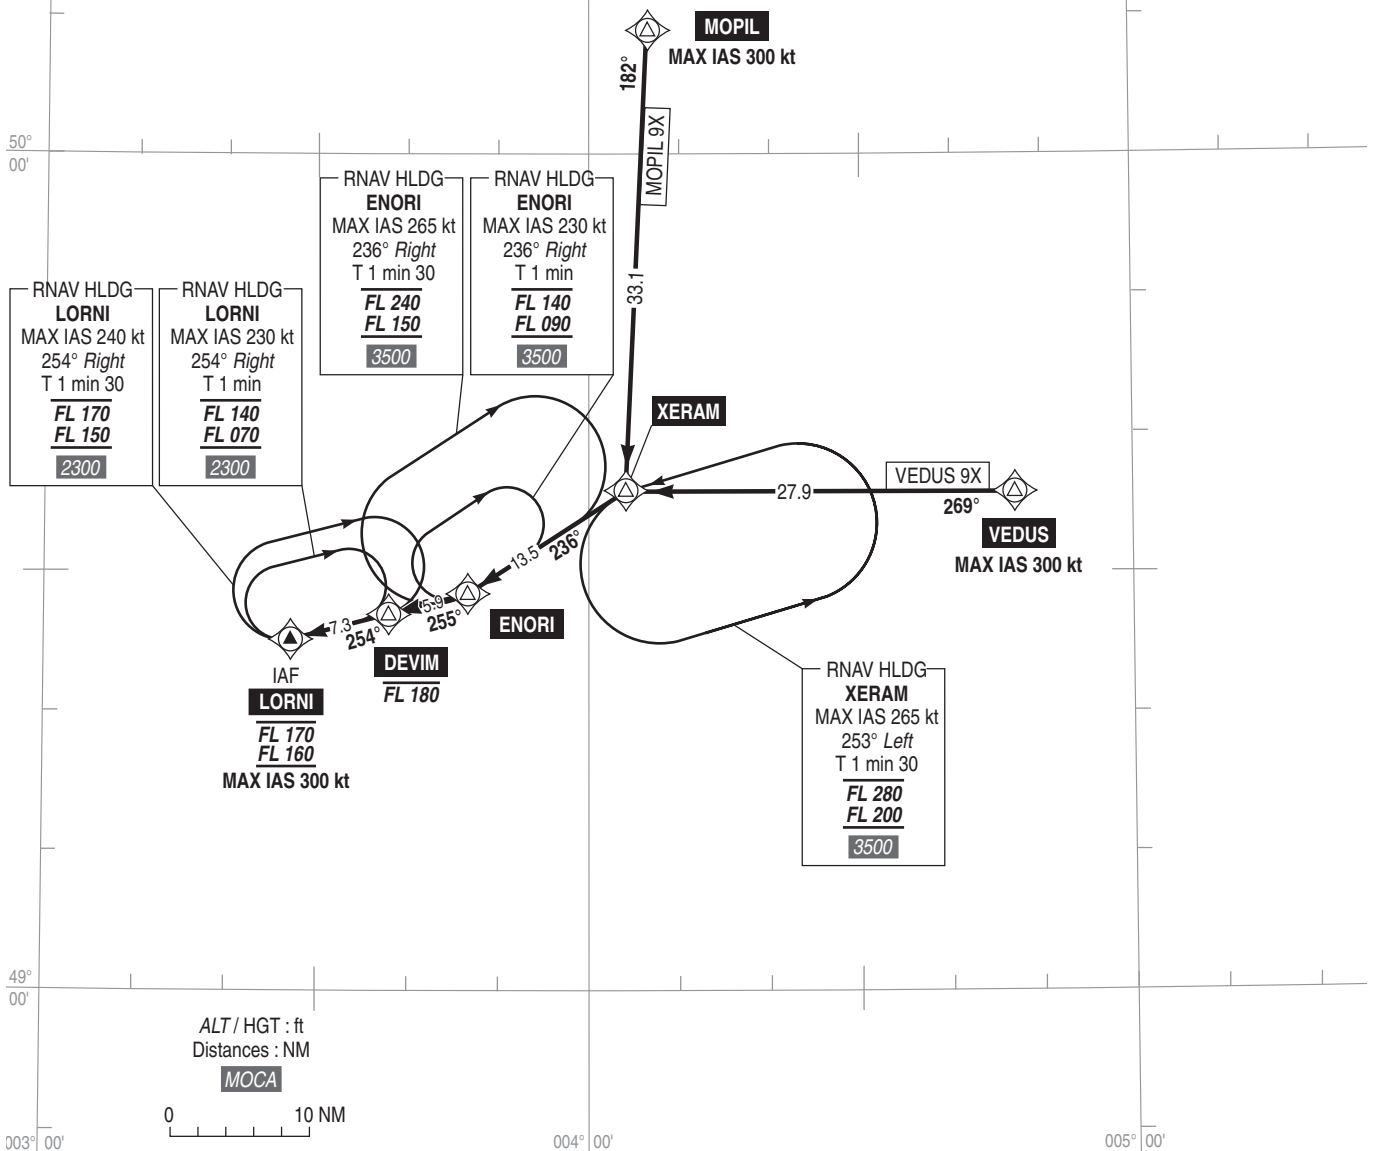 MOPIL
MAX IAS 300 kt
182°
MOPIL 9X
33.1
50°
00'
RNAV HLDG
ENORI
MAX IAS 265 kt
236° Right
T 1 min 30
FL 240
FL 150
3500
RNAV HLDG
ENORI
MAX IAS 230 kt
236° Right
T 1 min
FL 140
FL 090
3500
RNAV HLDG
LORNI
MAX IAS 240 kt
254° Right
T 1 min 30
FL 170
FL 150
2300
RNAV HLDG
LORNI
MAX IAS 230 kt
254° Right
T 1 min
FL 140
FL 070
2300
XERAM
VEDUS 9X
27.9
269°
VEDUS
MAX IAS 300 kt
13.5
236°
5.9
255°
ENORI
7.3
254°
DEVIM
FL 180
IAF
LORNI
FL 170
FL 160
MAX IAS 300 kt
RNAV HLDG
XERAM
MAX IAS 265 kt
253° Left
T 1 min 30
FL 280
FL 200
3500
49°
00'
ALT / HGT : ft
Distances : NM
MOCA
0 10 NM
003° 00'
004° 00'
005° 00'